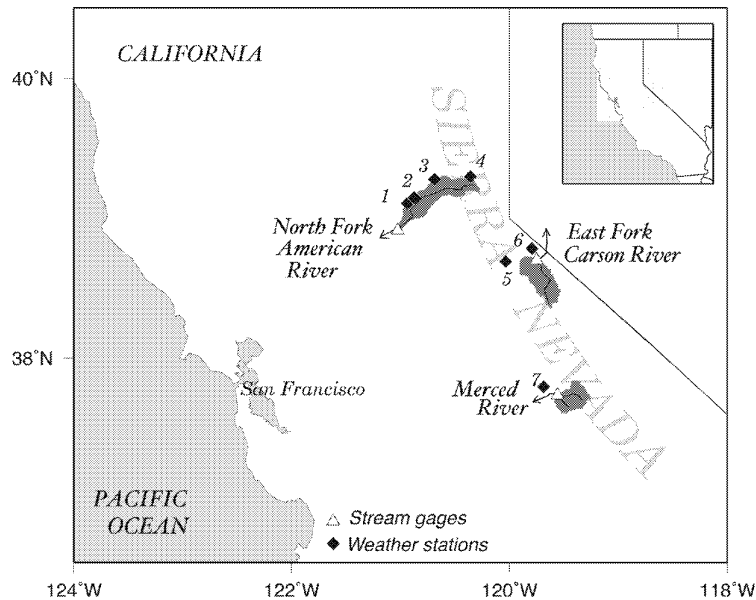 CALIFORNIA
40°N
SIERRA NEVADA
1
2
3
4
North Fork
American
River
6
5
East Fork
Carson River
38°N
San Francisco
7
Merced
River
PACIFIC
OCEAN
Stream gages
Weather stations
124°W
122°W
120°W
118°W